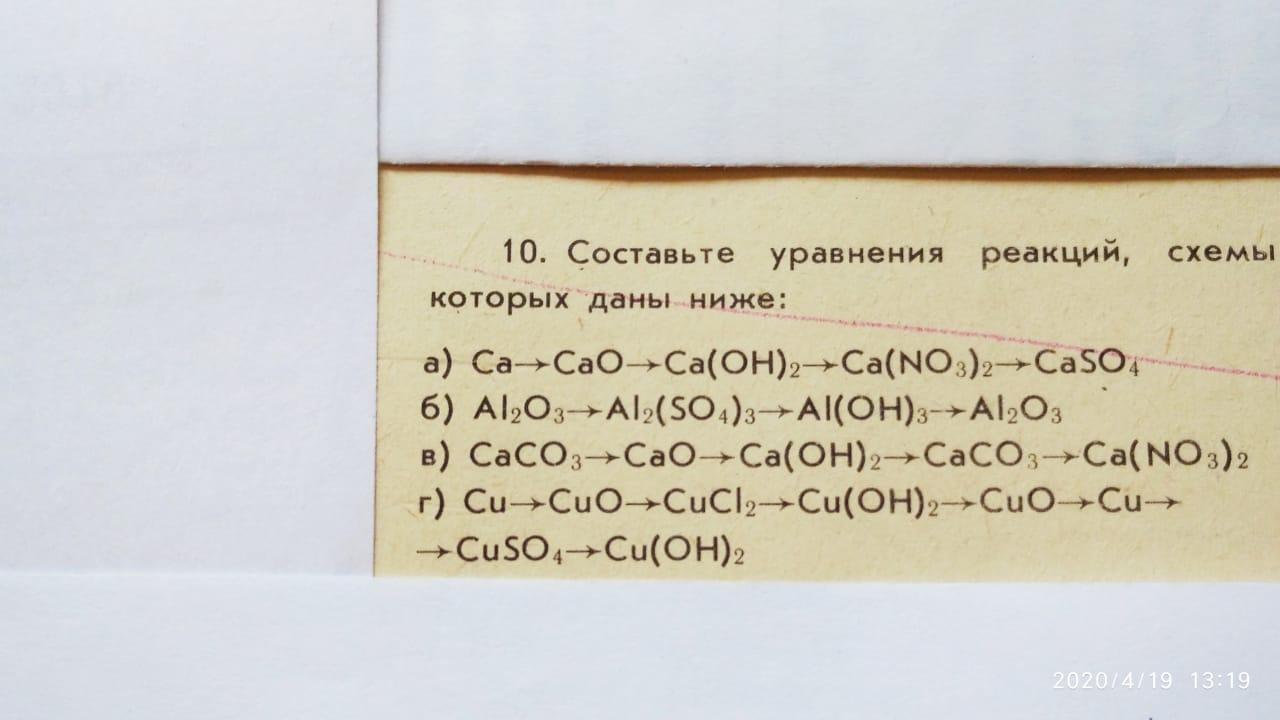 10. Составьте уравнения реакций, схемы
которых даны ниже:
а) Ca→CaO→Ca(OH)₂→Ca(NO₃)₂→CaSO₄
б) Al₂O₃→Al₂(SO₄)₃→Al(OH)₃→Al₂O₃
в) CaCO₃→CaO→Ca(OH)₂→CaCO₃→Ca(NO₃)₂
г) Cu→CuO→CuCl₂→Cu(OH)₂→CuO→Cu→
→CuSO₄→Cu(OH)₂
2020/4/19 13:19